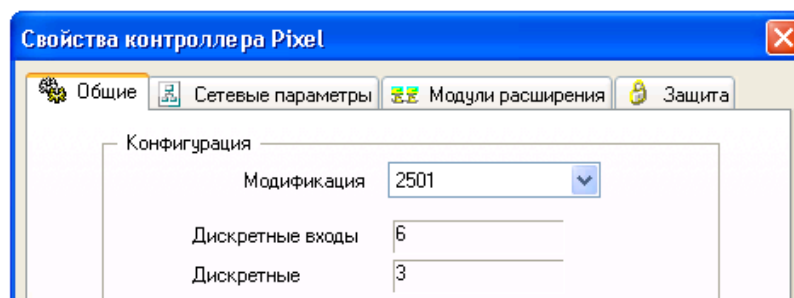 Свойства контроллера Pixel
Общие Сетевые параметры Модули расширения Защита
Конфигурация
Модификация 2501
Дискретные входы 6
Дискретные 3